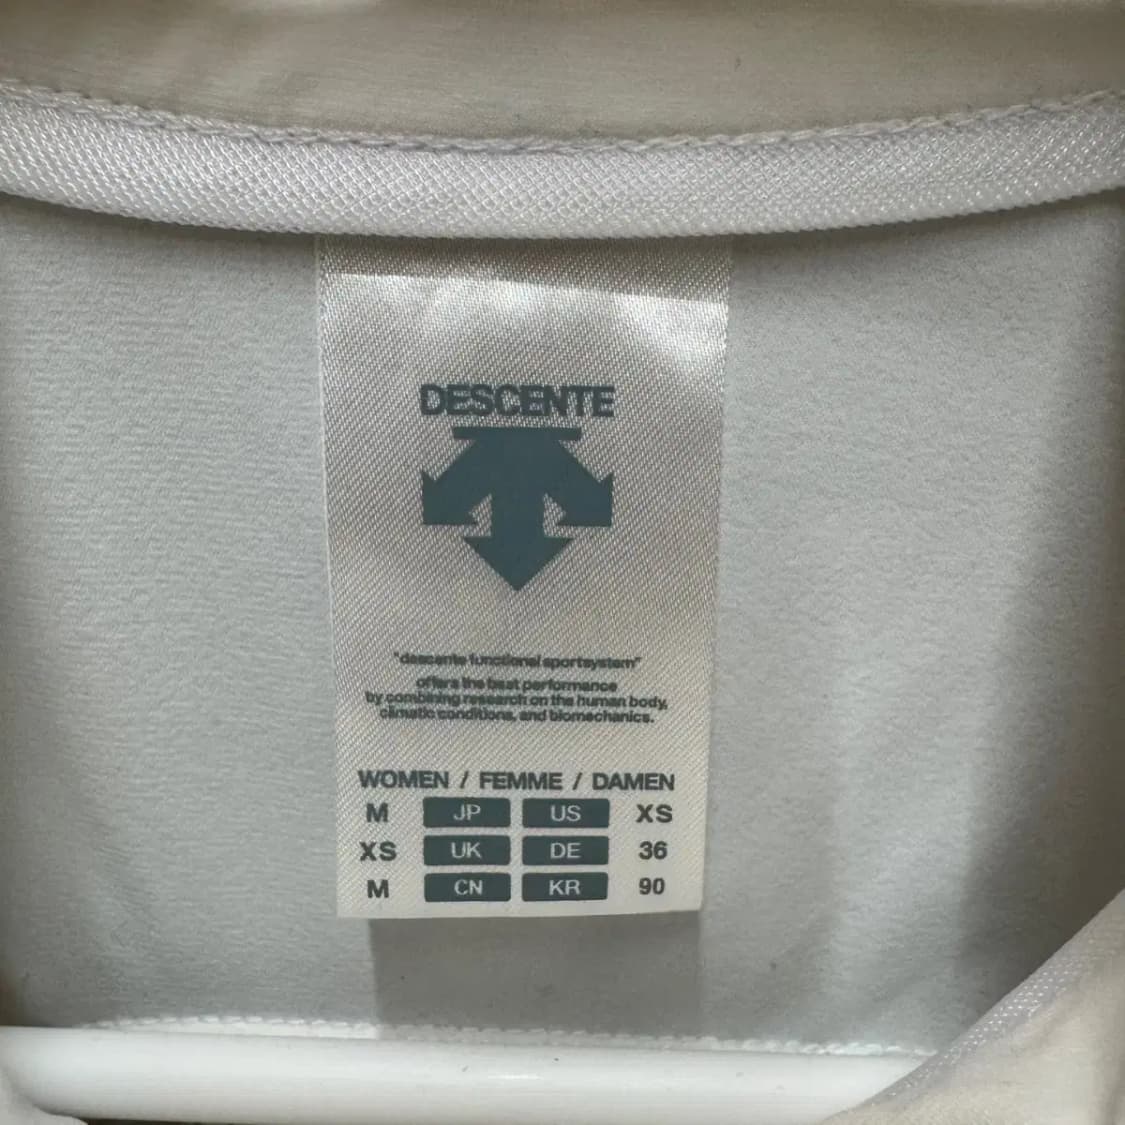 DESCENTE
"descente functional sportsystem"
offers the best performance
by combining research on the human body,
climatic conditions, and biomechanics.
WOMEN / FEMME / DAMEN
M JP US XS
XS UK DE 36
M CN KR 90